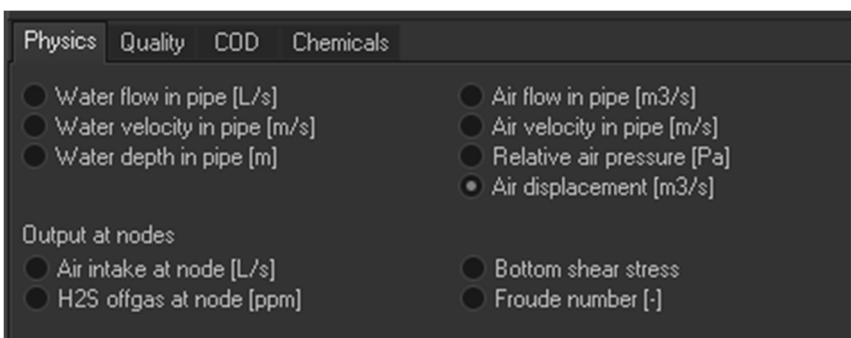 Physics Quality COD Chemicals
Water flow in pipe [L/s] Air flow in pipe [m3/s]
Water velocity in pipe [m/s] Air velocity in pipe [m/s]
Water depth in pipe [m] Relative air pressure [Pa]
Air displacement [m3/s]
Output at nodes
Air intake at node [L/s] Bottom shear stress
H2S offgas at node [ppm] Froude number [-]